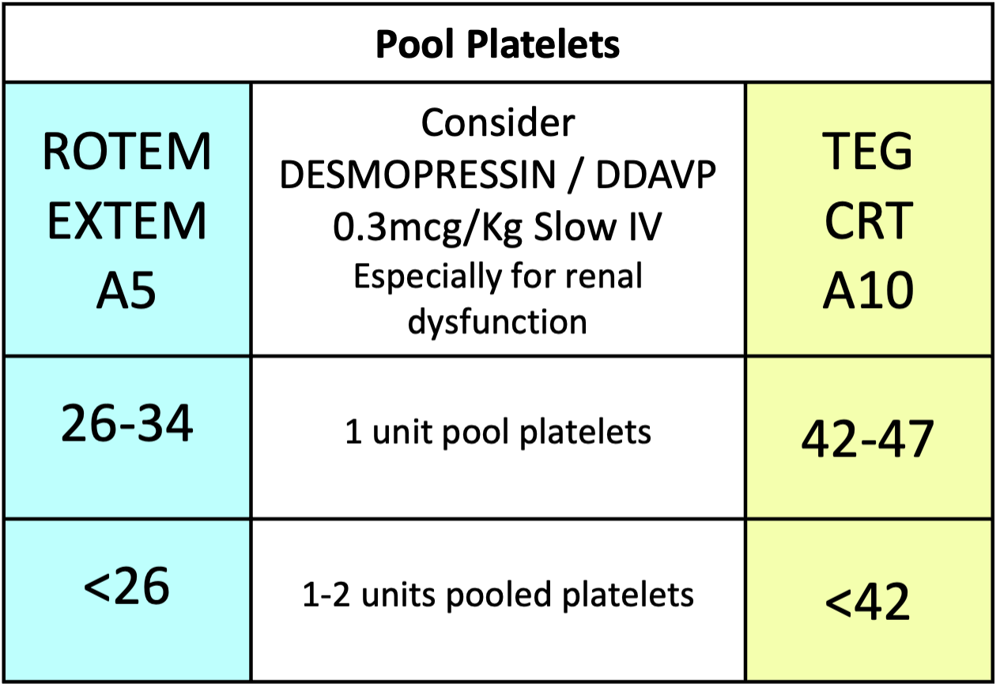 Pool Platelets
ROTEM
EXTEM
A5
Consider
DESMOPRESSIN / DDAVP
0.3mcg/Kg Slow IV
Especially for renal
dysfunction
TEG
CRT
A10
26-34
1 unit pool platelets
42-47
<26
1-2 units pooled platelets
<42